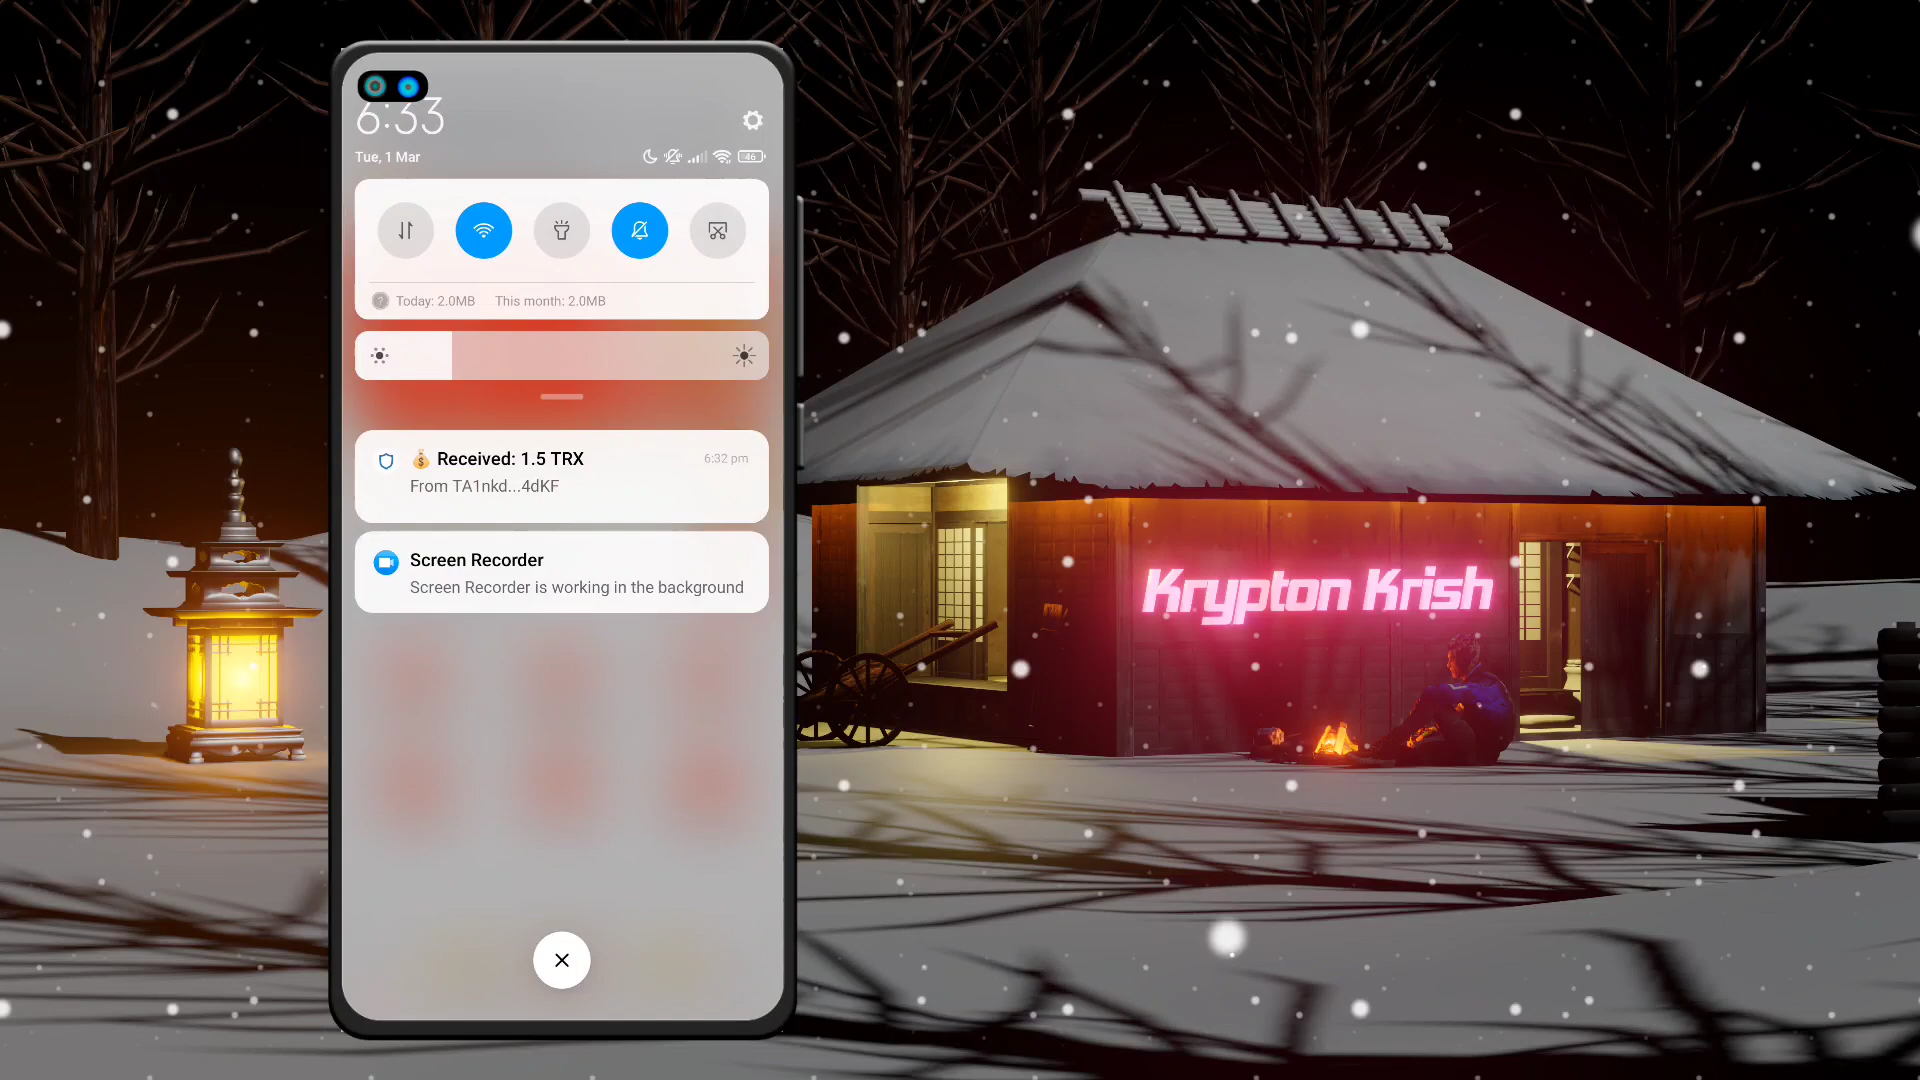 6:33
Tue, 1 Mar
46
Today: 2.0MB This month: 2.0MB
💰 Received: 1.5 TRX 6:32 pm
From TA1nkd...4dKF
Screen Recorder
Screen Recorder is working in the background
Krypton Krish